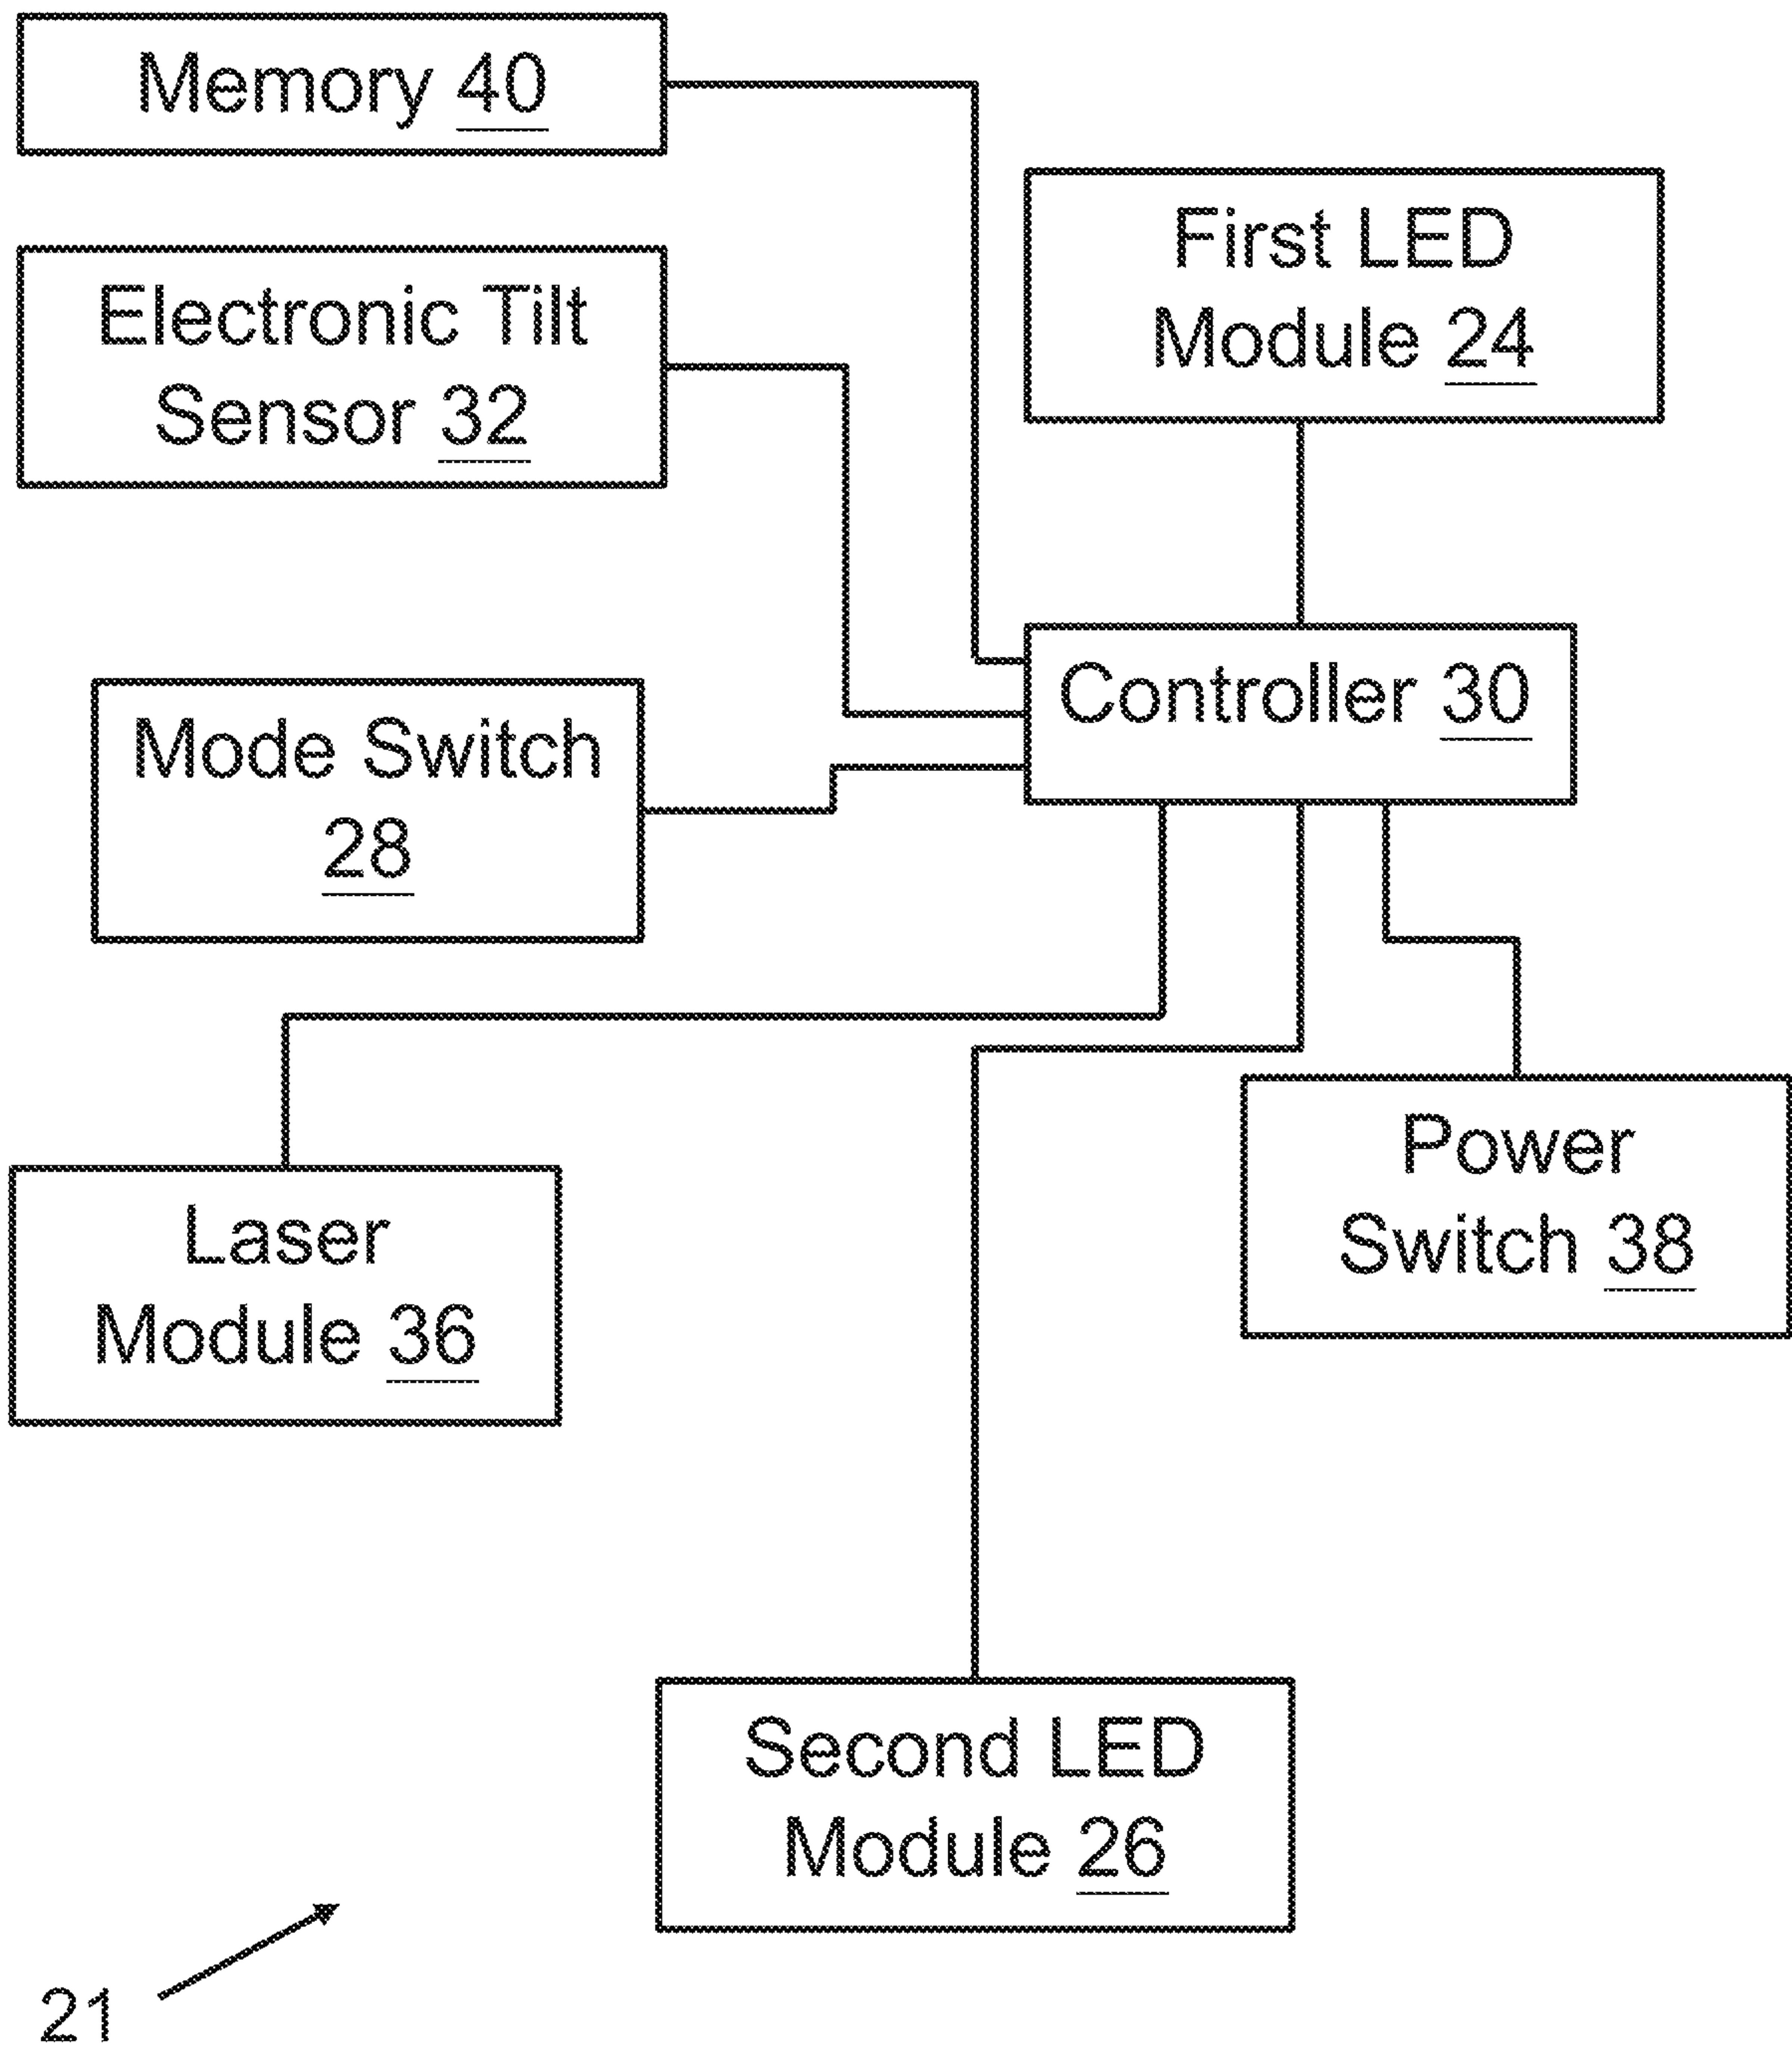 Memory 40
First LED
Module 24
Electronic Tilt
Sensor 32
Controller 30
Mode Switch
28
Power
Switch 38
Laser
Module 36
Second LED
Module 26
21